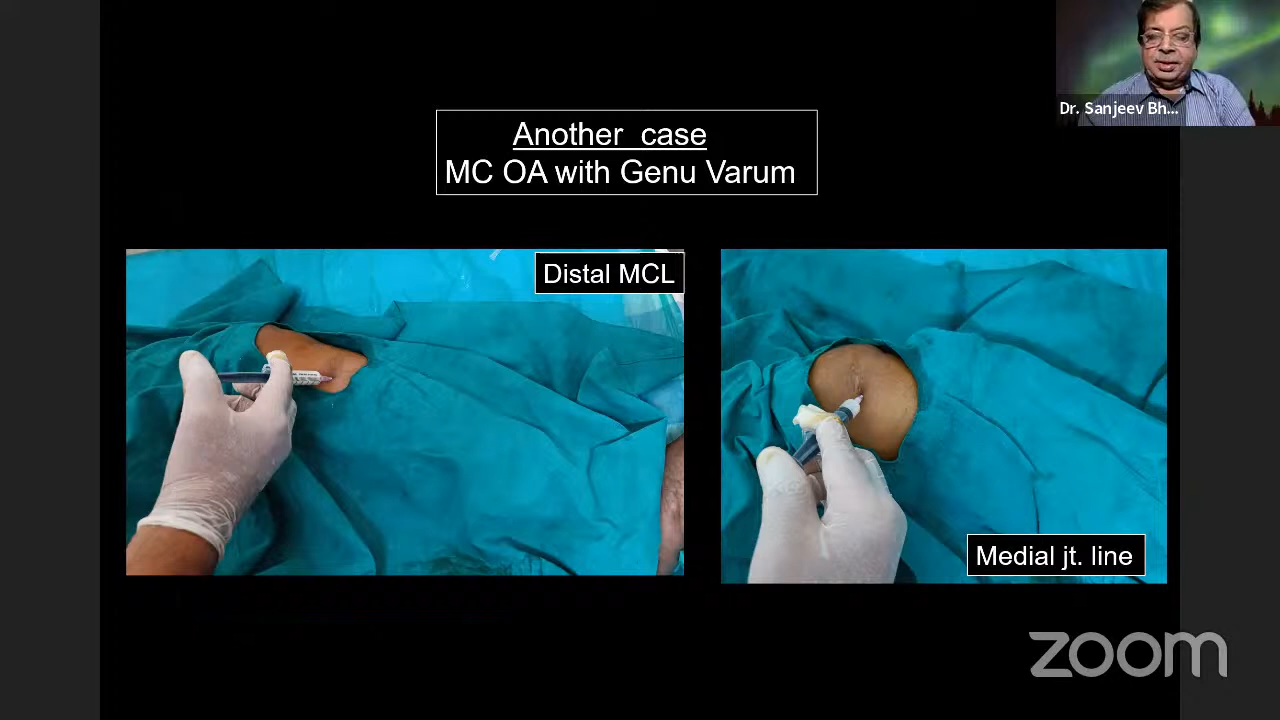 Dr. Sanjeev Bh...
Another case
MC OA with Genu Varum
Distal MCL
Medial jt. line
zoom